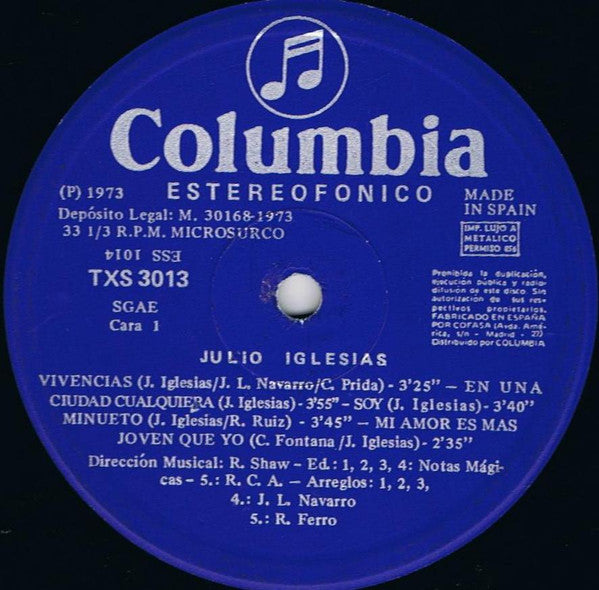 Columbia
ESTEREOFONICO
(P) 1973
Depósito Legal: M. 30168-1973
33 1/3 R.P.M. MICROSURCO
ESS 1014
TXS 3013
SGAE
Cara 1
MADE
IN SPAIN
IMP. LUJO A
METALICO
PERMISO 856
Prohibida la duplicación,
ejecución pública y radio-
difusión de este disco. Sin
autorización de sus res-
pectivos propietarios.
FABRICADO EN ESPAÑA
POR COFASA (Avda. Amé-
rica, s/n - Madrid - 27)
Distribuido por COLUMBIA
JULIO IGLESIAS
VIVENCIAS (J. Iglesias/J. L. Navarro/C. Prida) - 3'25" — EN UNA
CIUDAD CUALQUIERA (J. Iglesias) - 3'55" - SOY (J. Iglesias) - 3'40"
MINUETO (J. Iglesias/R. Ruiz) - 3'45" — MI AMOR ES MAS
JOVEN QUE YO (C. Fontana/J. Iglesias) - 2'35"
Dirección Musical: R. Shaw - Ed.: 1, 2, 3, 4: Notas Mági-
cas - 5.: R. C. A. — Arreglos: 1, 2, 3,
4.: J. L. Navarro
5.: R. Ferro